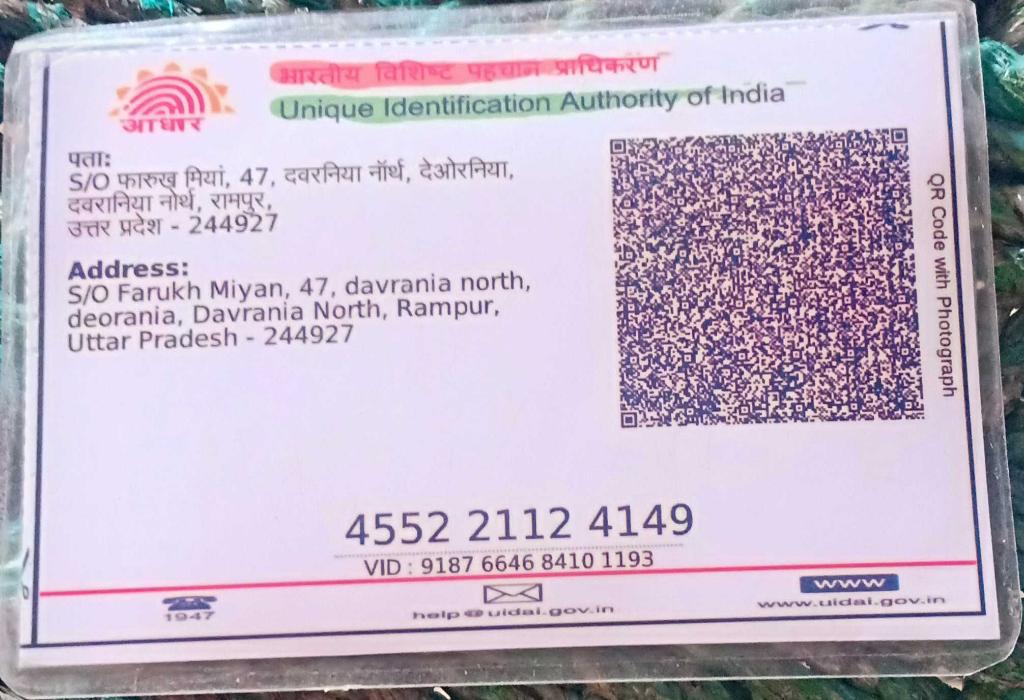 भारतीय विशिष्ट पहचान प्राधिकरण
Unique Identification Authority of India
आधार
पता:
S/O फारुख मियां, 47, दवरनिया नॉर्थ, देओरनिया,
दवरानिया नोर्थ, रामपुर,
उत्तर प्रदेश - 244927
Address:
S/O Farukh Miyan, 47, davrania north,
deorania, Davrania North, Rampur,
Uttar Pradesh - 244927
QR Code with Photograph
4552 2112 4149
VID : 9187 6646 8410 1193
1947
help@uidai.gov.in
www
www.uidai.gov.in